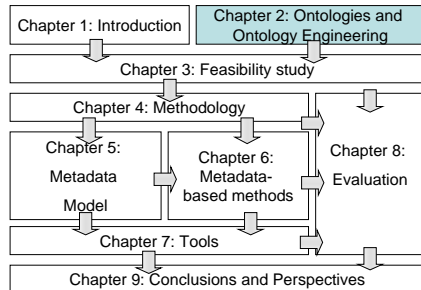 Chapter 1: Introduction
Chapter 2: Ontologies and
Ontology Engineering
Chapter 3: Feasibility study
Chapter 4: Methodology
Chapter 5:
Metadata
Model
Chapter 6:
Metadata-
based methods
Chapter 8:
Evaluation
Chapter 7: Tools
Chapter 9: Conclusions and Perspectives